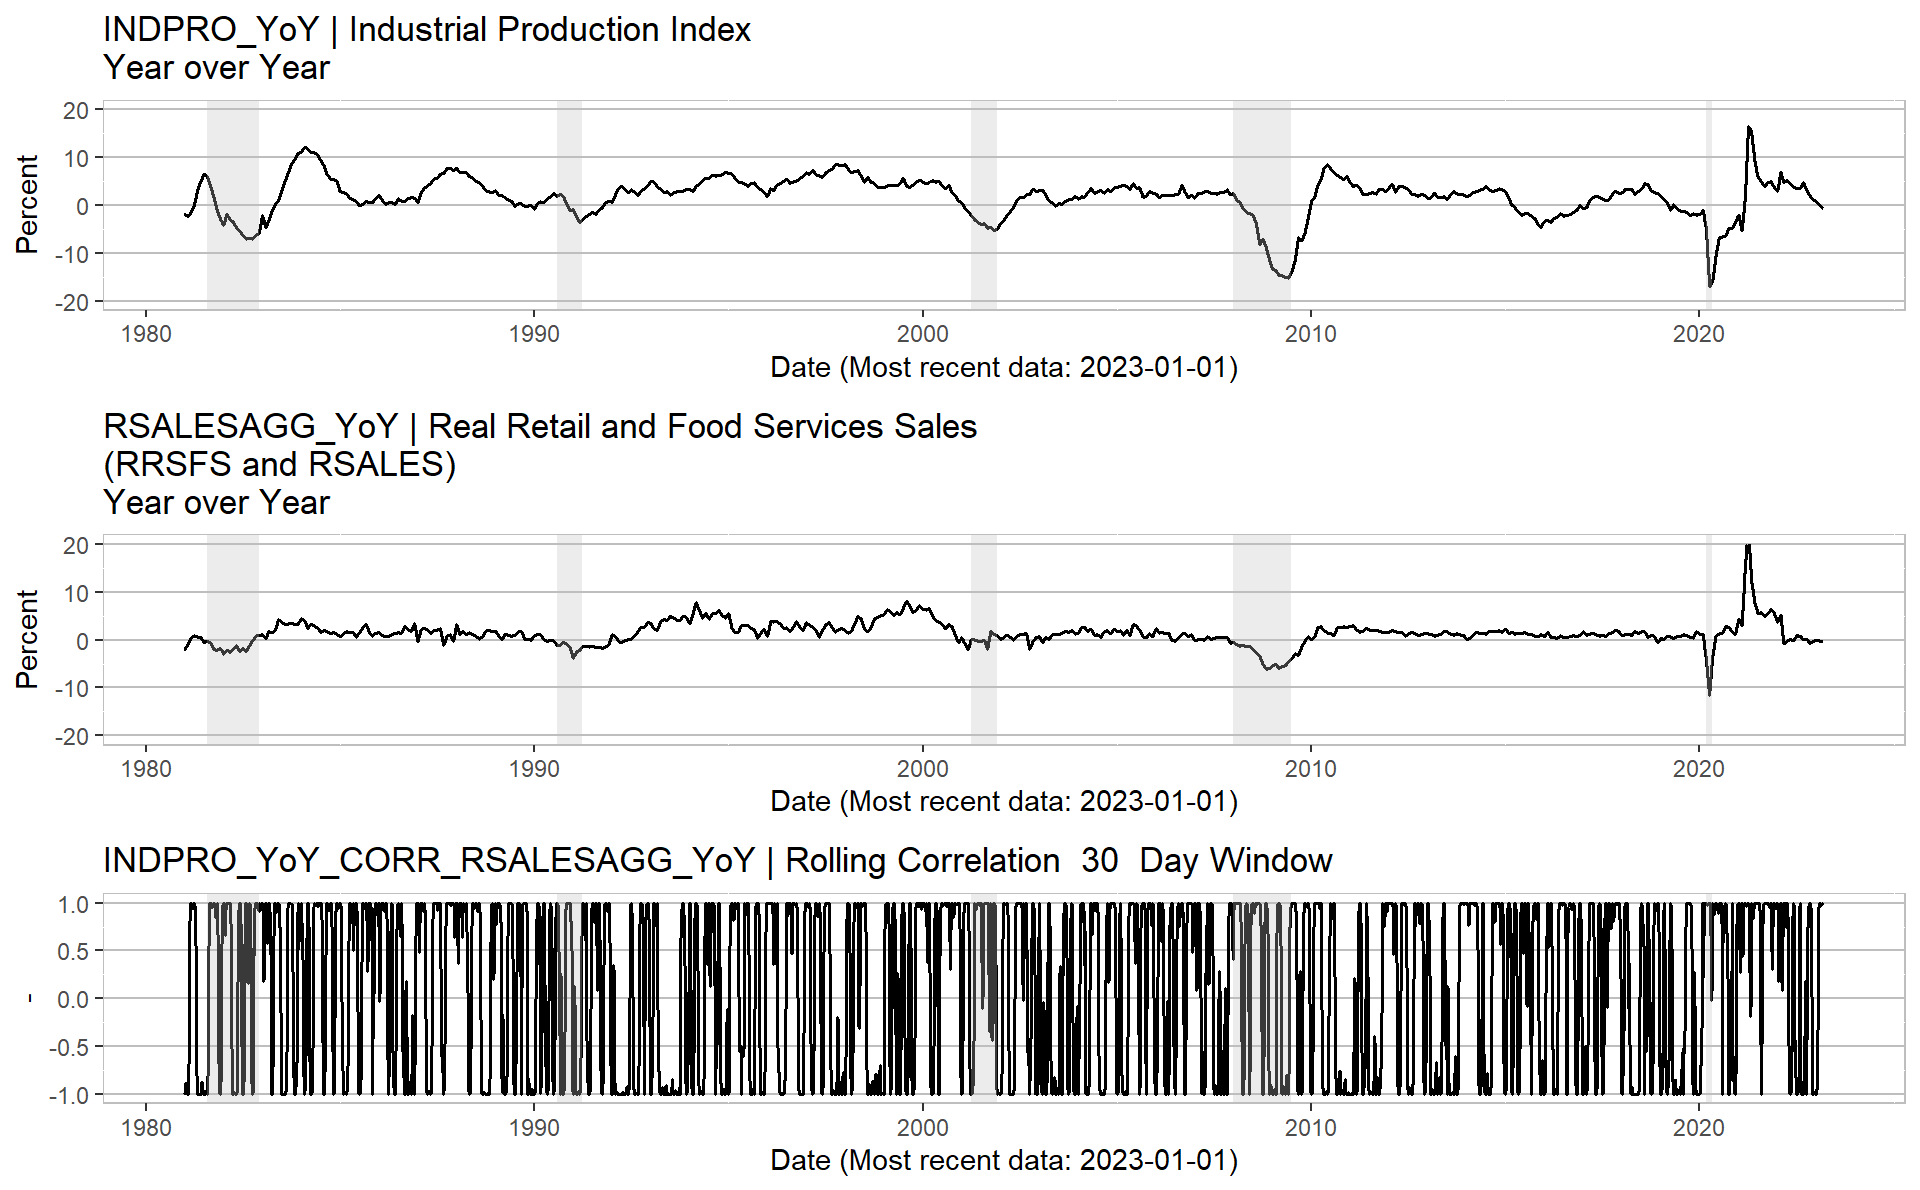 INDPRO_YoY | Industrial Production Index
Year over Year
20
10
0
-10
-20
Percent
1980 1990 2000 2010 2020
Date (Most recent data: 2023-01-01)
RSALESAGG_YoY | Real Retail and Food Services Sales
(RRSFS and RSALES)
Year over Year
20
10
0
-10
-20
Percent
1980 1990 2000 2010 2020
Date (Most recent data: 2023-01-01)
INDPRO_YoY_CORR_RSALESAGG_YoY | Rolling Correlation  30  Day Window
1.0
0.5
0.0
-0.5
-1.0
-
1980 1990 2000 2010 2020
Date (Most recent data: 2023-01-01)